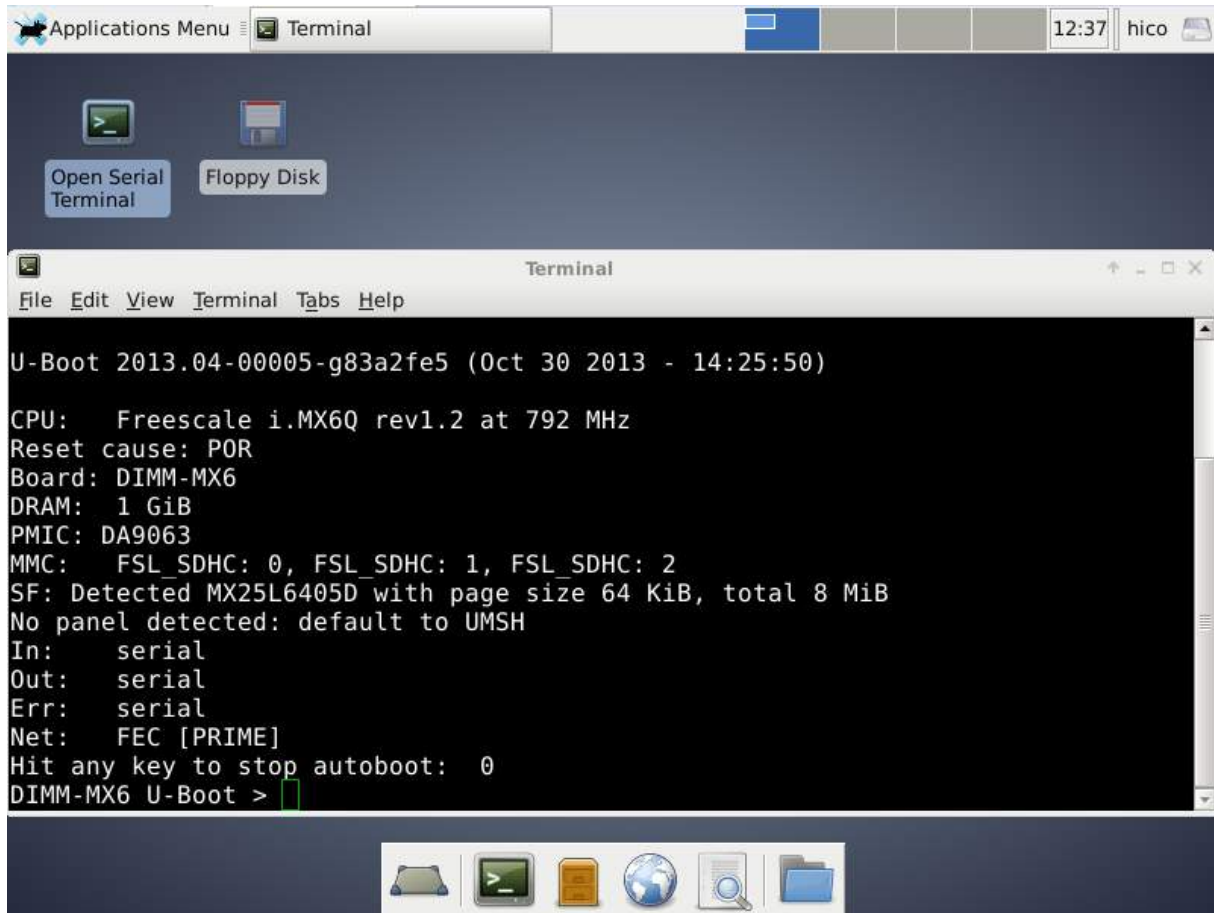 Applications Menu
Terminal
12:37
hico
Open Serial
Terminal
Floppy Disk
Terminal
File Edit View Terminal Tabs Help
U-Boot 2013.04-00005-g83a2fe5 (Oct 30 2013 - 14:25:50)
CPU:   Freescale i.MX6Q rev1.2 at 792 MHz
Reset cause: POR
Board: DIMM-MX6
DRAM:  1 GiB
PMIC: DA9063
MMC:   FSL_SDHC: 0, FSL_SDHC: 1, FSL_SDHC: 2
SF: Detected MX25L6405D with page size 64 KiB, total 8 MiB
No panel detected: default to UMSH
In:    serial
Out:   serial
Err:   serial
Net:   FEC [PRIME]
Hit any key to stop autoboot:  0
DIMM-MX6 U-Boot >